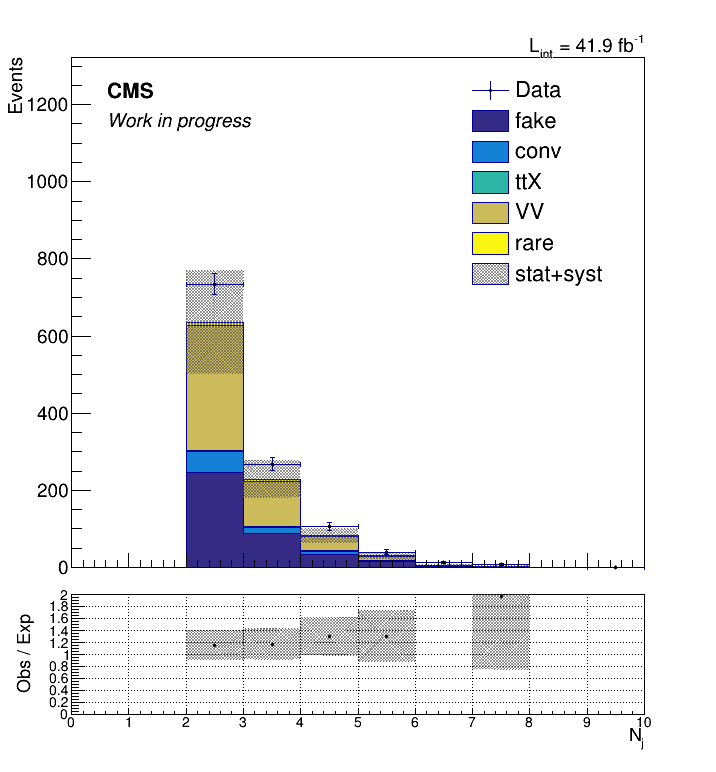 L_int = 41.9 fb^-1
Events
CMS
Work in progress
Data
fake
conv
ttX
VV
rare
stat+syst
1200
1000
800
600
400
200
0
Obs / Exp
2
1.8
1.6
1.4
1.2
1
0.8
0.6
0.4
0.2
0
0 1 2 3 4 5 6 7 8 9 10
N_j